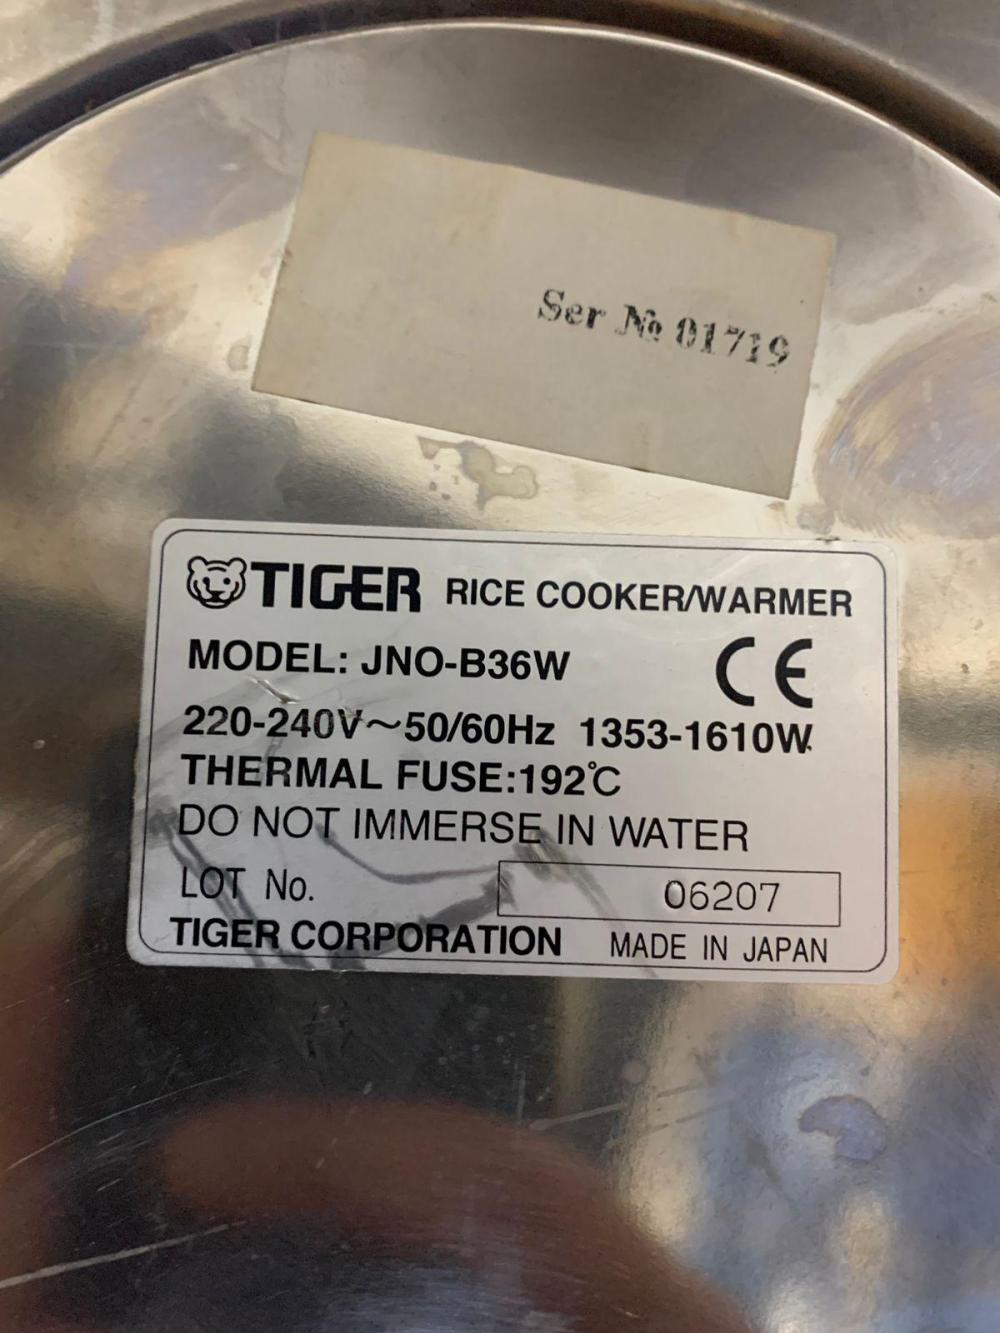 Ser № 01719
TIGER RICE COOKER/WARMER
MODEL: JNO-B36W CE
220-240V～50/60Hz 1353-1610W
THERMAL FUSE:192℃
DO NOT IMMERSE IN WATER
LOT No. 06207
TIGER CORPORATION MADE IN JAPAN